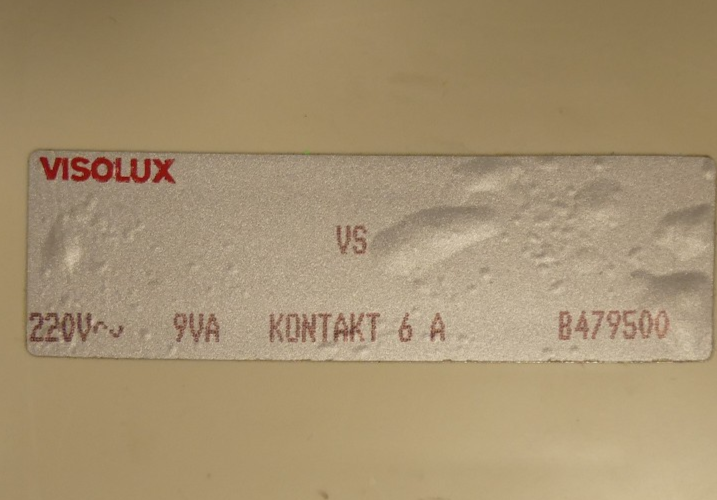 VISOLUX
VS
220V~ 9VA KONTAKT 6 A B479500